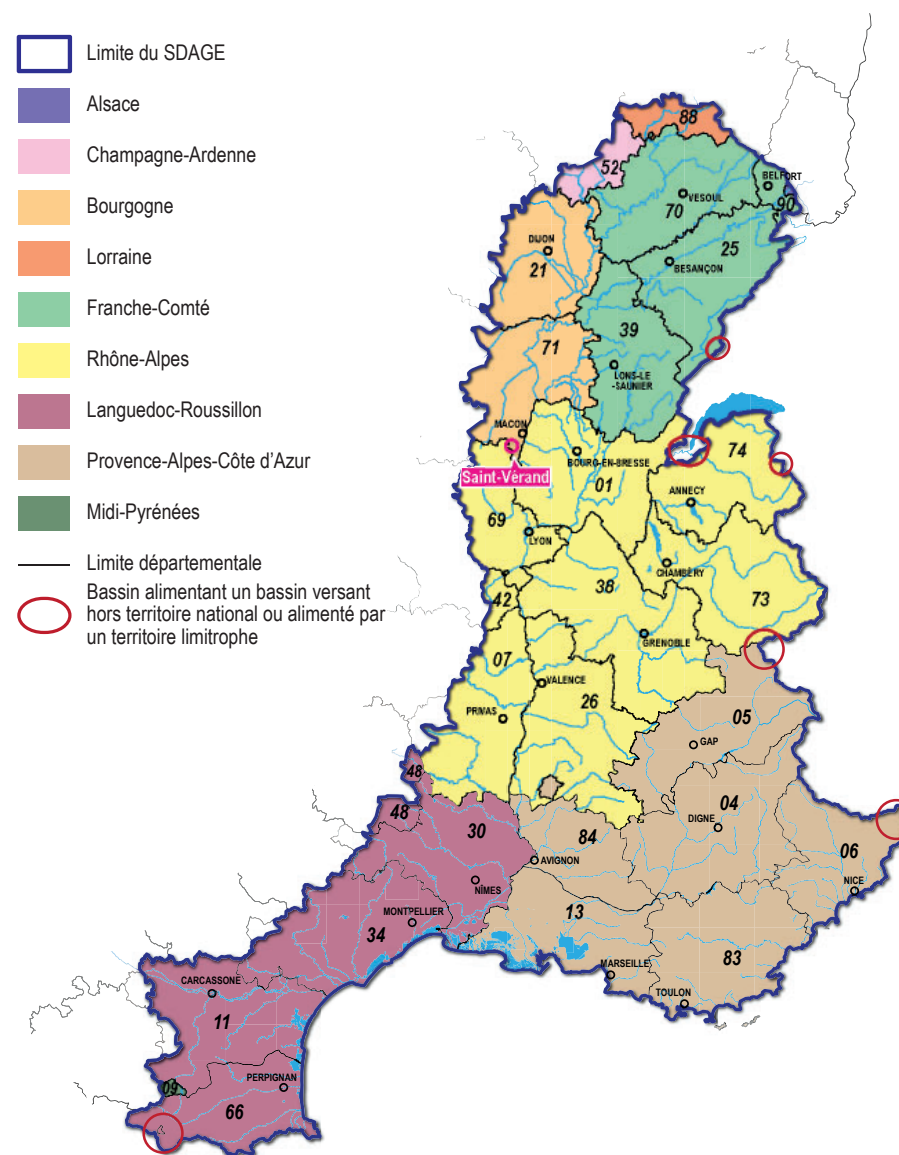 Limite du SDAGE
Alsace
Champagne-Ardenne
Bourgogne
Lorraine
Franche-Comté
Rhône-Alpes
Languedoc-Roussillon
Provence-Alpes-Côte d'Azur
Midi-Pyrénées
Limite départementale
Bassin alimentant un bassin versant
hors territoire national ou alimenté par
un territoire limitrophe
88
52
BELFORT
VESOUL
90
70
DIJON
25
21
BESANÇON
39
71
LONS-LE
-SAUNIER
MACON
74
BOURG-EN-BRESSE
Saint-Vérand
01
ANNECY
69
LYON
CHAMBÉRY
38
42
73
GRENOBLE
07
VALENCE
26
PRIVAS
05
GAP
48
04
48
30
84
DIGNE
06
AVIGNON
NÎMES
NICE
13
MONTPELLIER
34
83
MARSEILLE
CARCASSONE
TOULON
11
PERPIGNAN
09
66